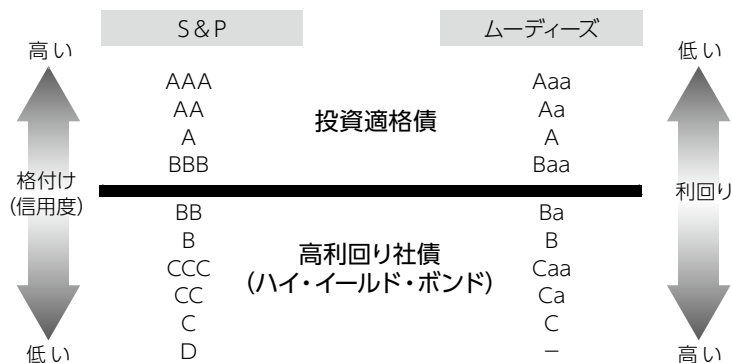 S&P ムーディーズ
高い 低い
AAA Aaa
AA 投資適格債 Aa
A A
BBB Baa
格付け
(信用度) 利回り
BB Ba
B 高利回り社債 B
CCC (ハイ・イールド・ボンド) Caa
CC Ca
C C
低い D − 高い